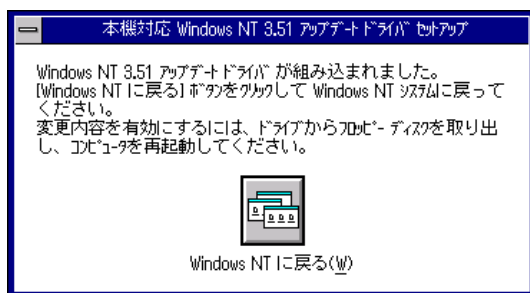 本機対応 Windows NT 3.51 ｱｯﾌﾟﾃﾞｰﾄ ﾄﾞﾗｲﾊﾞ ｾｯﾄｱｯﾌﾟ
Windows NT 3.51 ｱｯﾌﾟﾃﾞｰﾄ ﾄﾞﾗｲﾊﾞ が組み込まれました。
[Windows NT に戻る] ﾎﾞﾀﾝをｸﾘｯｸして Windows NT ｼｽﾃﾑに戻って
ください。
変更内容を有効にするには、ﾄﾞﾗｲﾌﾞからﾌﾛｯﾋﾟｰ ﾃﾞｨｽｸを取り出
し、ｺﾝﾋﾟｭｰﾀを再起動してください。
Windows NT に戻る(W)